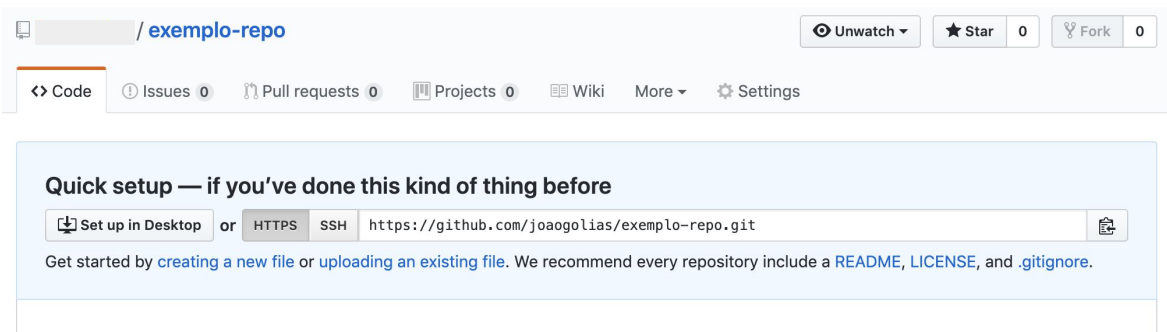 / exemplo-repo
Unwatch Star 0 Fork 0
<> Code Issues 0 Pull requests 0 Projects 0 Wiki More Settings
Quick setup — if you’ve done this kind of thing before
Set up in Desktop or HTTPS SSH https://github.com/joaogolias/exemplo-repo.git
Get started by creating a new file or uploading an existing file. We recommend every repository include a README, LICENSE, and .gitignore.